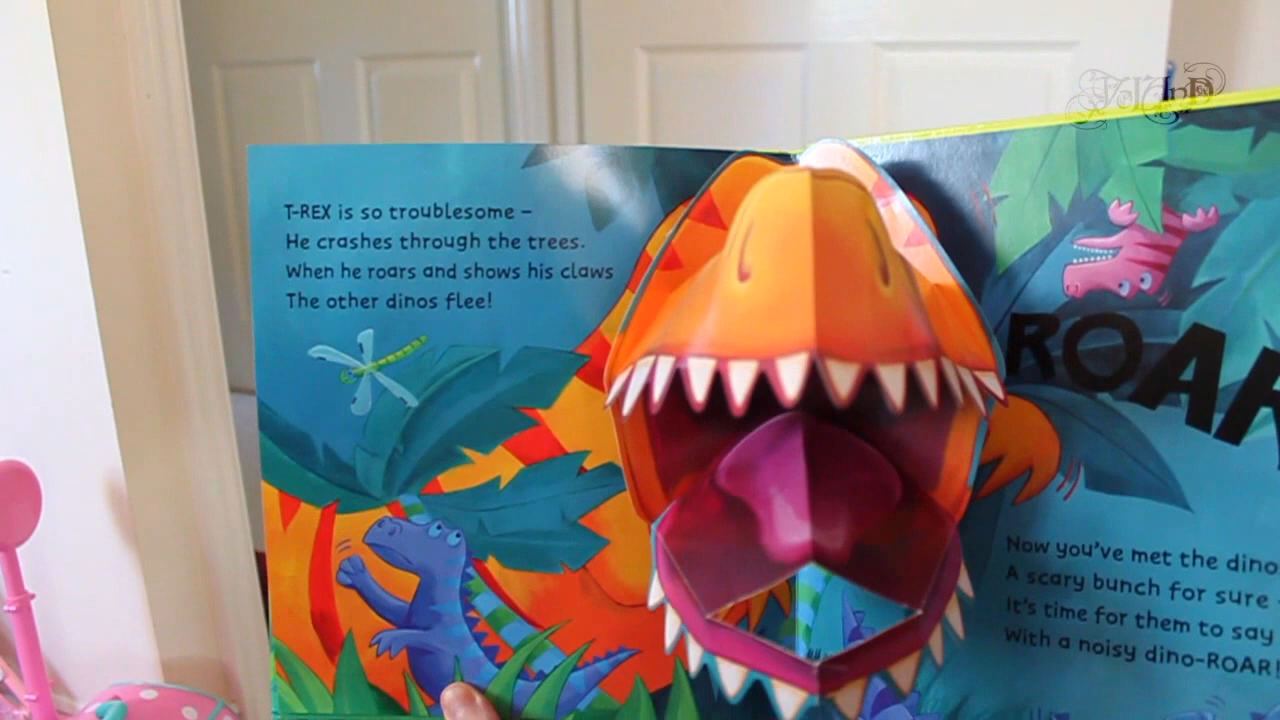 T-REX is so troublesome –
He crashes through the trees.
When he roars and shows his claws
The other dinos flee!
ROAR
Now you've met the dino
A scary bunch for sure
It's time for them to say
With a noisy dino-ROAR!